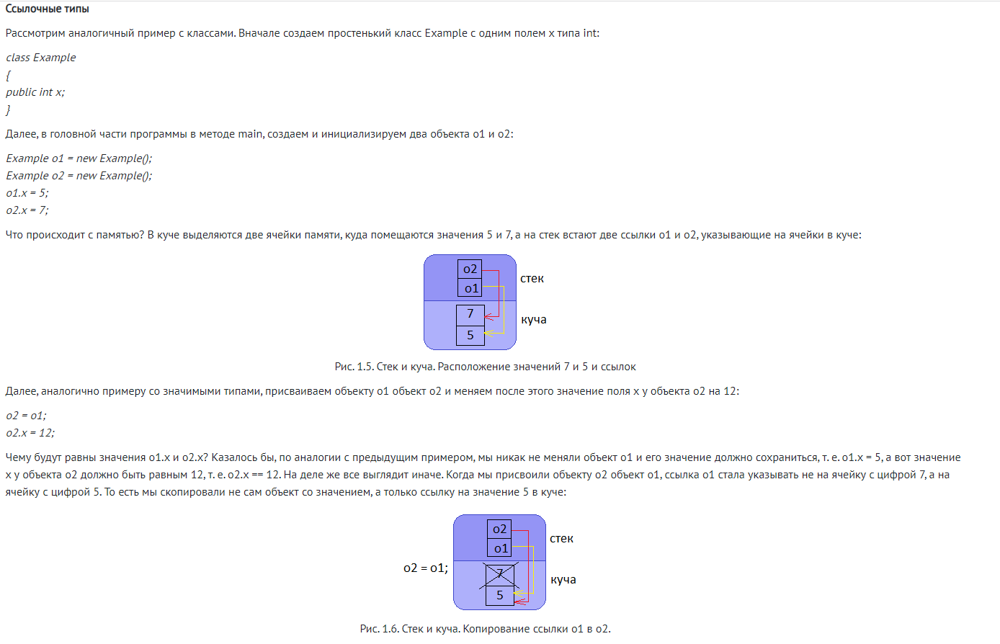 Ссылочные типы
Рассмотрим аналогичный пример с классами. Вначале создаем простенький класс Example с одним полем x типа int:
class Example
{
public int x;
}
Далее, в головной части программы в методе main, создаем и инициализируем два объекта o1 и o2:
Example o1 = new Example();
Example o2 = new Example();
o1.x = 5;
o2.x = 7;
Что происходит с памятью? В куче выделяются две ячейки памяти, куда помещаются значения 5 и 7, а на стек встают две ссылки o1 и o2, указывающие на ячейки в куче:
o2
o1
стек
7
5
куча
Рис. 1.5. Стек и куча. Расположение значений 7 и 5 и ссылок
Далее, аналогично примеру со значимыми типами, присваиваем объекту o1 объект o2 и меняем после этого значение поля x у объекта o2 на 12:
o2 = o1;
o2.x = 12;
Чему будут равны значения o1.x и o2.x? Казалось бы, по аналогии с предыдущим примером, мы никак не меняли объект o1 и его значение должно сохраниться, т. е. o1.x = 5, а вот значение
x у объекта o2 должно быть равным 12, т. е. o2.x == 12. На деле же все выглядит иначе. Когда мы присвоили объекту o2 объект o1, ссылка o1 стала указывать не на ячейку с цифрой 7, а на
ячейку с цифрой 5. То есть мы скопировали не сам объект со значением, а только ссылку на значение 5 в куче:
o2
o1
стек
o2 = o1;
7
5
куча
Рис. 1.6. Стек и куча. Копирование ссылки o1 в o2.